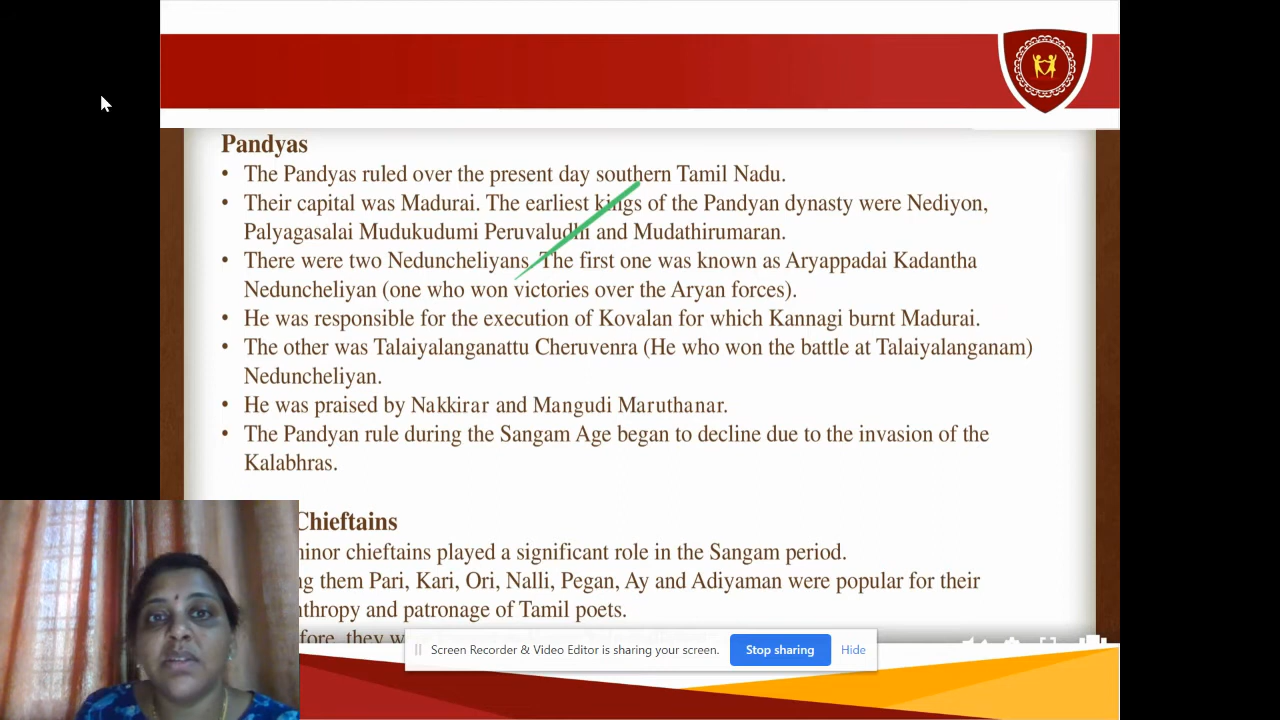 Pandyas
• The Pandyas ruled over the present day southern Tamil Nadu.
• Their capital was Madurai. The earliest kings of the Pandyan dynasty were Nediyon,
Palyagasalai Mudukudumi Peruvaludhi and Mudathirumaran.
• There were two Neduncheliyans. The first one was known as Aryappadai Kadantha
Neduncheliyan (one who won victories over the Aryan forces).
• He was responsible for the execution of Kovalan for which Kannagi burnt Madurai.
• The other was Talaiyalanganattu Cheruvenra (He who won the battle at Talaiyalanganam)
Neduncheliyan.
• He was praised by Nakkirar and Mangudi Maruthanar.
• The Pandyan rule during the Sangam Age began to decline due to the invasion of the
Kalabhras.
Chieftains
chieftains played a significant role in the Sangam period.
them Pari, Kari, Ori, Nalli, Pegan, Ay and Adiyaman were popular for their
and patronage of Tamil poets.
they
Screen Recorder & Video Editor is sharing your screen.
Stop sharing
Hide